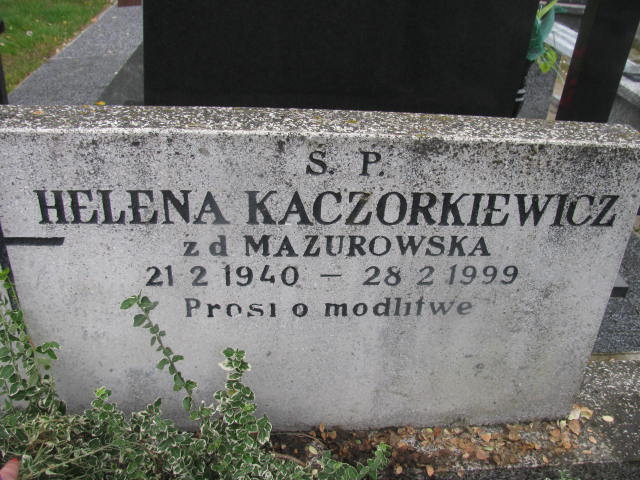 Ś. P.
HELENA KACZORKIEWICZ
z d MAZUROWSKA
21 2 1940 — 28 2 1999
Prosi o modlitwe